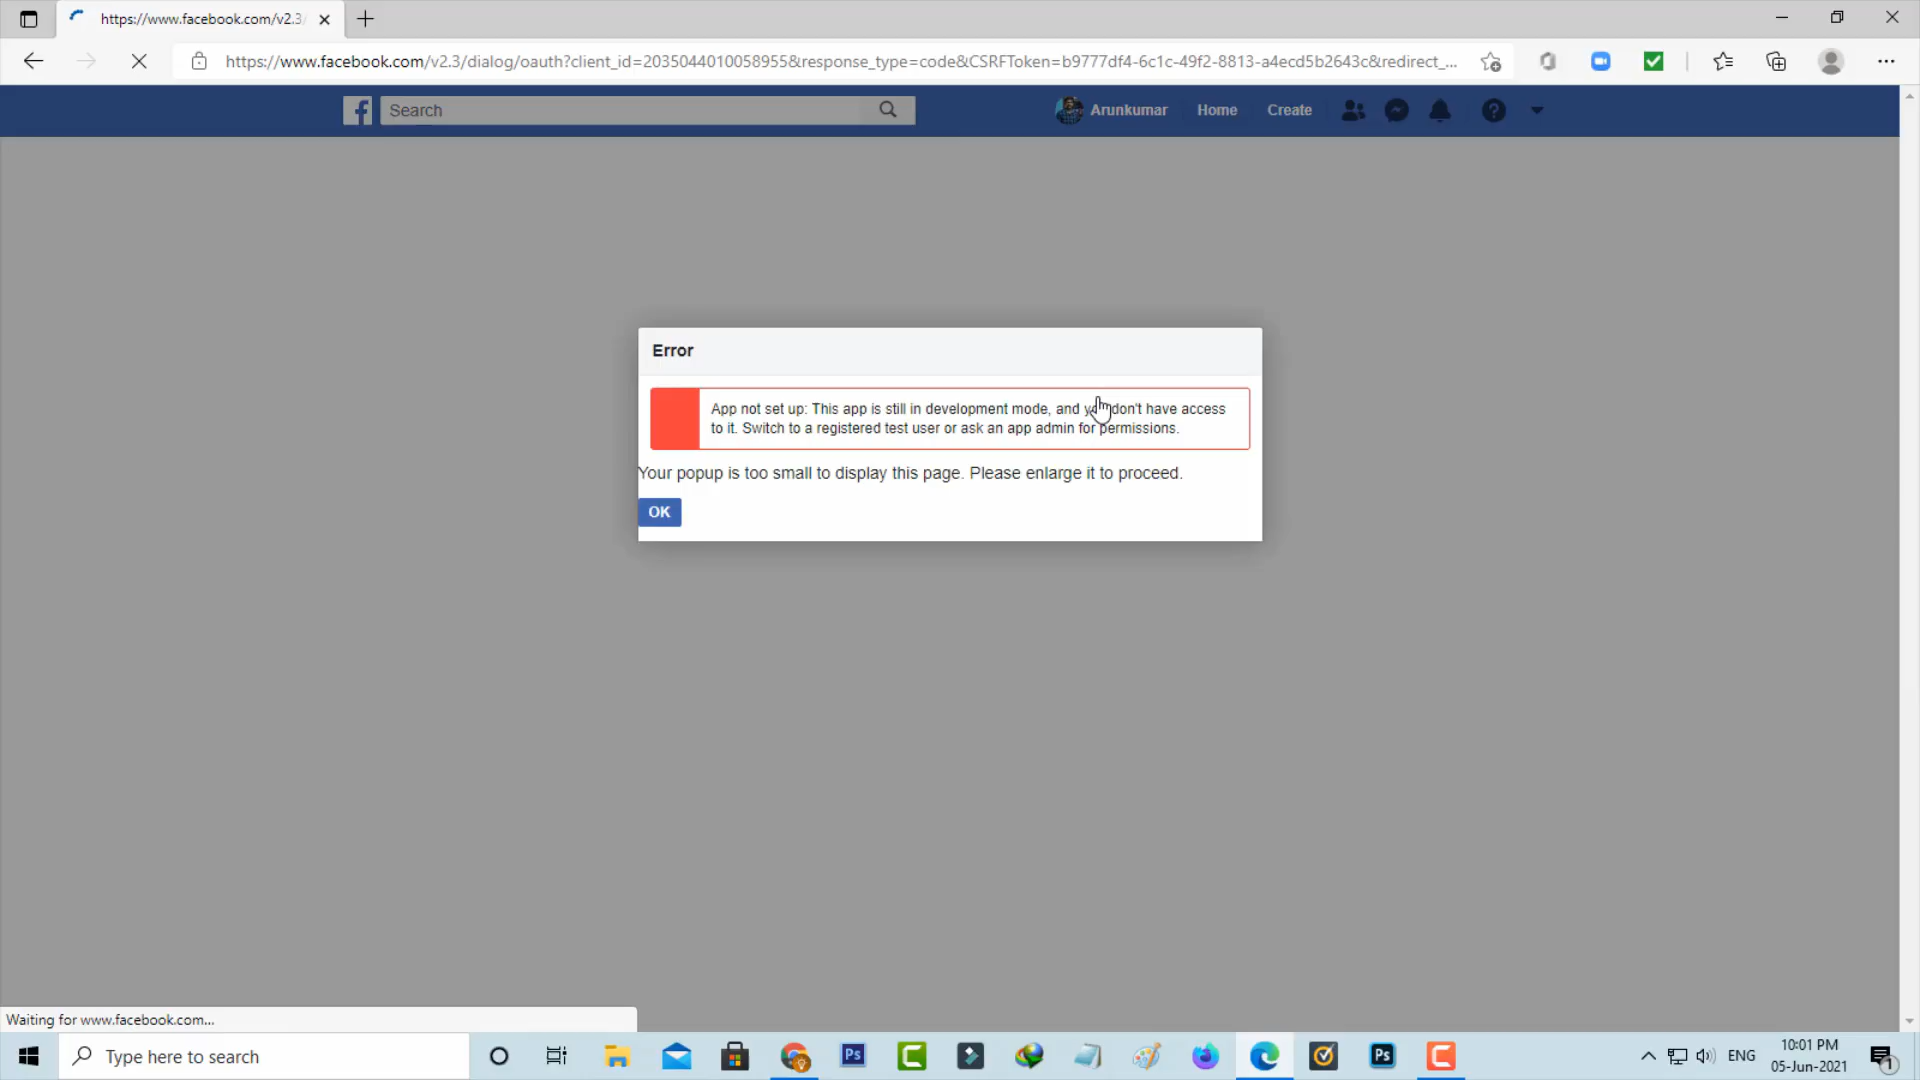 https://www.facebook.com/v2.3/
https://www.facebook.com/v2.3/dialog/oauth?client_id=2035044010058955&response_type=code&CSRFToken=b9777df4-6c1c-49f2-8813-a4ecd5b2643c&redirect_...
Search
Arunkumar
Home
Create
Error
App not set up: This app is still in development mode, and you don't have access
to it. Switch to a registered test user or ask an app admin for permissions.
Your popup is too small to display this page. Please enlarge it to proceed.
OK
Waiting for www.facebook.com...
Type here to search
Ps
Ps
ENG
10:01 PM
05-Jun-2021
1